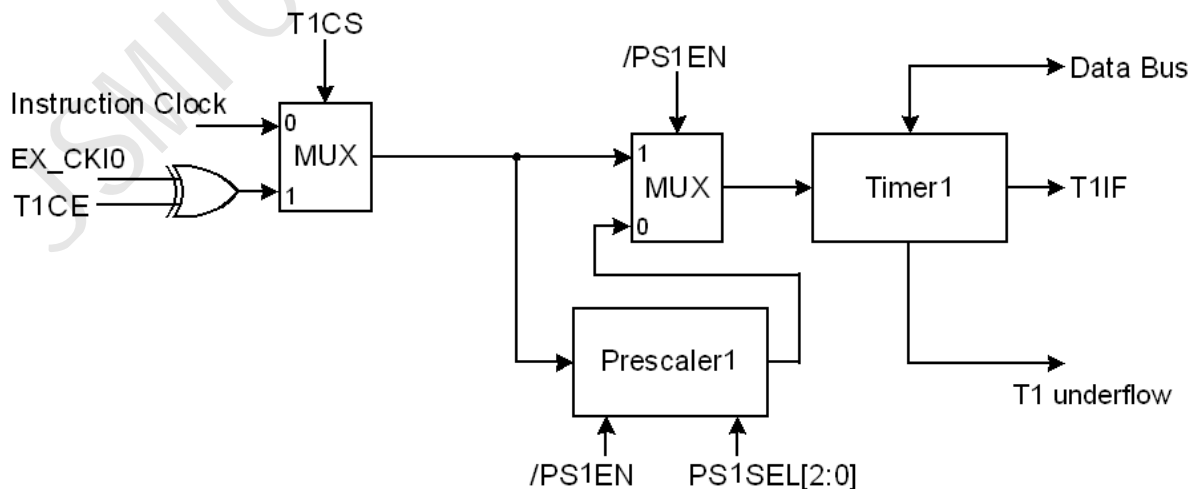 T1CS
/PS1EN
Data Bus
Instruction Clock
0
MUX
EX_CKI0
T1CE
1
1
MUX
0
Timer1
T1IF
Prescaler1
T1 underflow
/PS1EN
PS1SEL[2:0]